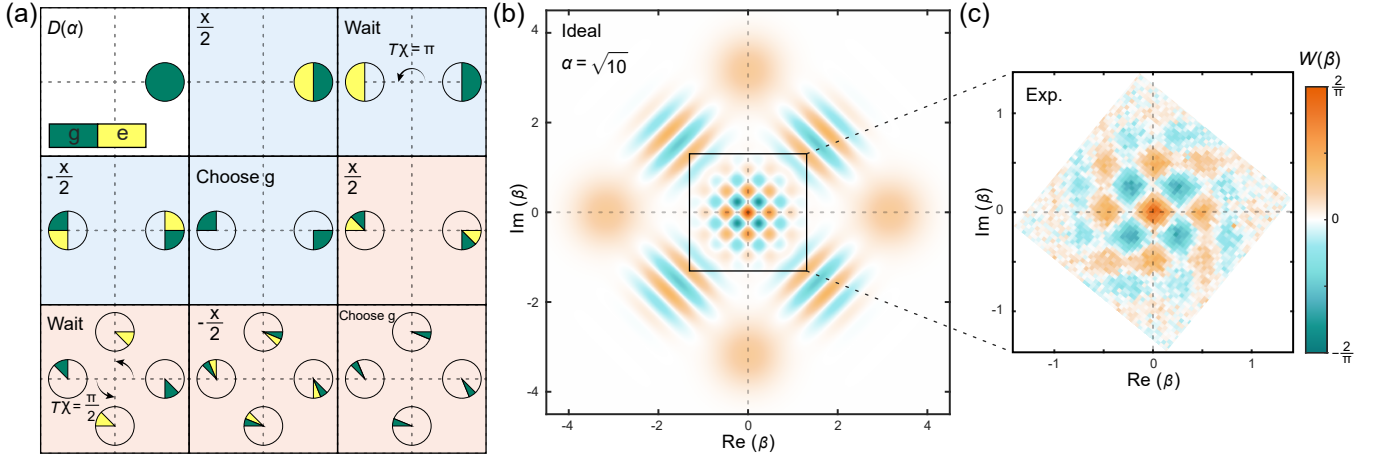 (a)
D(α)
g e
x
2
Wait
Tχ = π
-x
2
Choose g
x
2
Wait
Tχ = π
2
-x
2
Choose g
(b)
Ideal
α = √10
Im (β)
4
2
0
-2
-4
-4 -2 0 2 4
Re (β)
(c)
Exp.
Im (β)
1
0
-1
-1 0 1
Re (β)
W(β)
2
π
0
-2
π